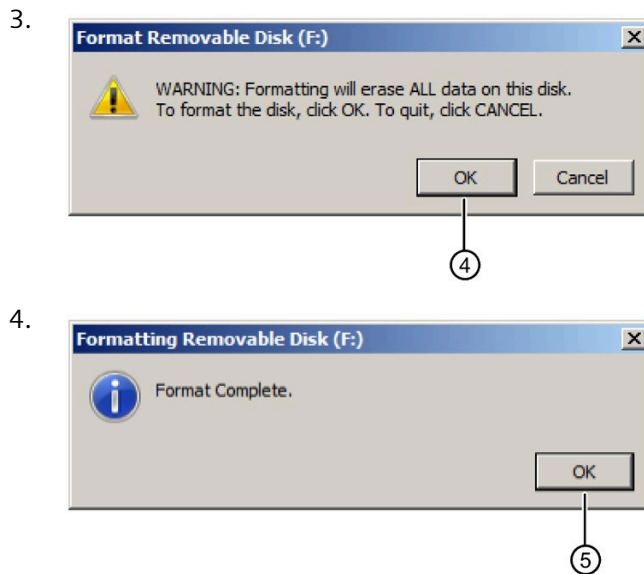 3.
Format Removable Disk (F:)
WARNING: Formatting will erase ALL data on this disk.
To format the disk, click OK. To quit, click CANCEL.
OK Cancel
4
4.
Formatting Removable Disk (F:)
Format Complete.
OK
5